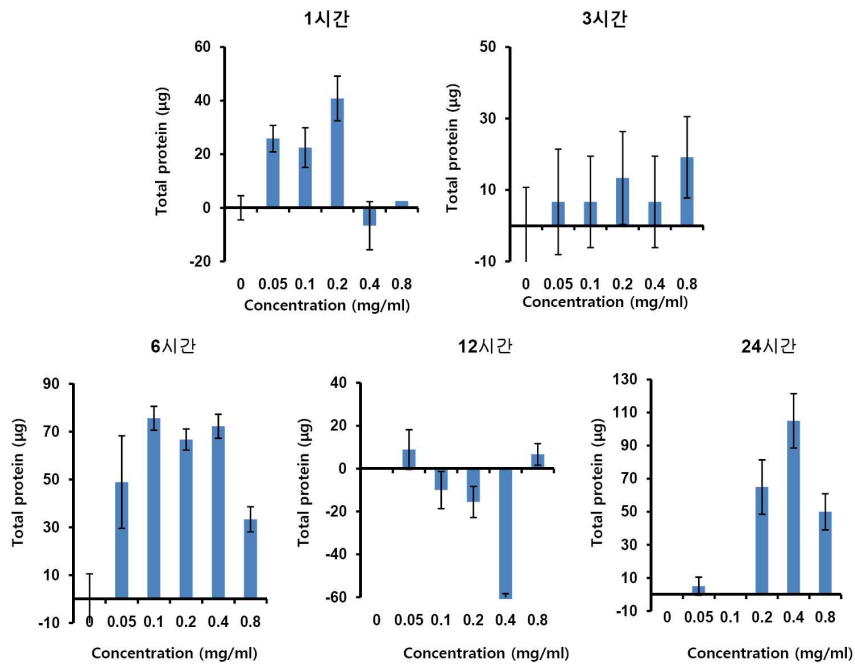 1시간
3시간
60
40
20
0
-20
Total protein (μg)
0 0.05 0.1 0.2 0.4 0.8
Concentration (mg/ml)
50
30
10
-10
Total protein (μg)
0 0.05 0.1 0.2 0.4 0.8
Concentration (mg/ml)
6시간
12시간
24시간
90
70
50
30
10
-10
Total protein (μg)
0 0.05 0.1 0.2 0.4 0.8
Concentration (mg/ml)
40
20
0
-20
-40
-60
Total protein (μg)
0 0.05 0.1 0.2 0.4 0.8
Concentration (mg/ml)
130
110
90
70
50
30
10
-10
Total protein (μg)
0 0.05 0.1 0.2 0.4 0.8
Concentration (mg/ml)